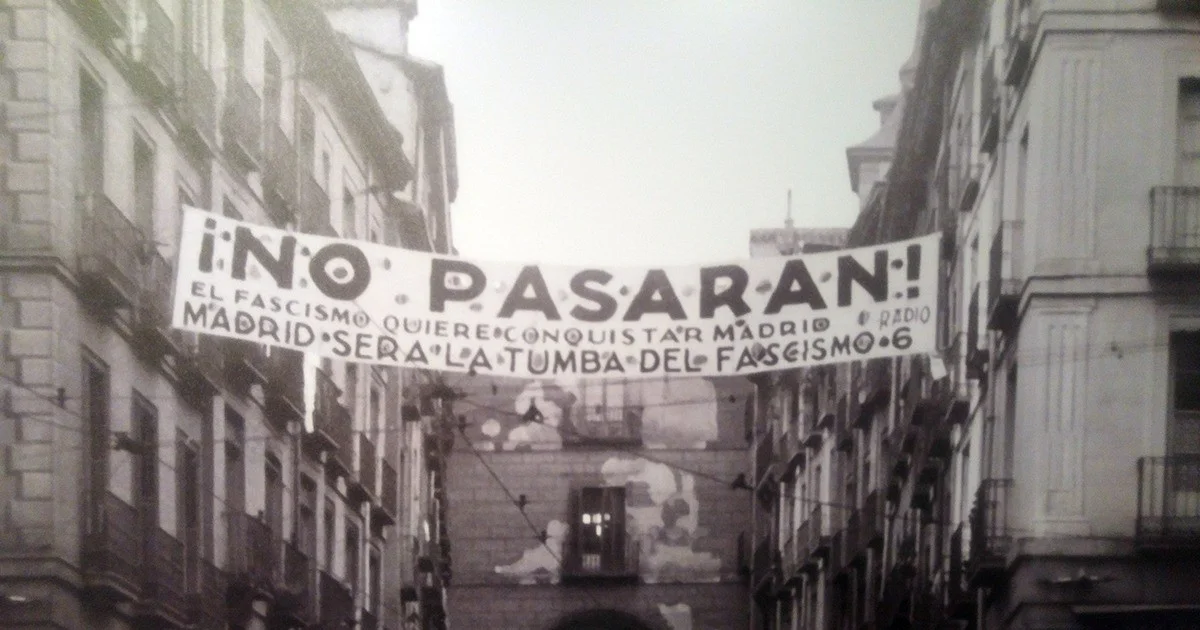 ¡NO PASARAN!
EL FASCISMO QUIERE CONQUISTAR MADRID
MADRID·SERA·LA·TUMBA·DEL·FASCISMO·
RADIO
6